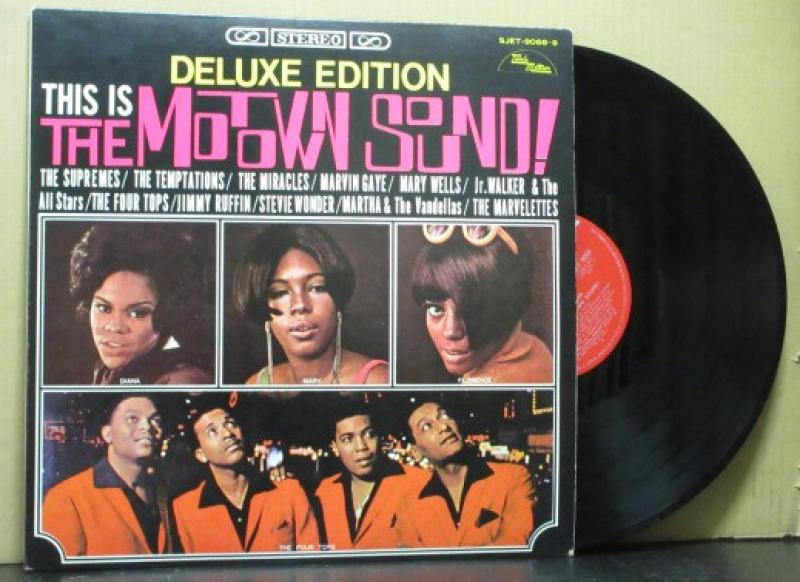 STEREO
SJET-9088~9
DELUXE EDITION
THIS IS
THE MOTOWN SOUND!
THE SUPREMES/ THE TEMPTATIONS/ THE MIRACLES/ MARVIN GAYE/ MARY WELLS/ Jr. WALKER & The
All Stars/THE FOUR TOPS/JIMMY RUFFIN/STEVIE WONDER/MARTHA & The Vandellas/ THE MARVELETTES
DIANA
MARY
FLORENCE
THE FOUR TOPS